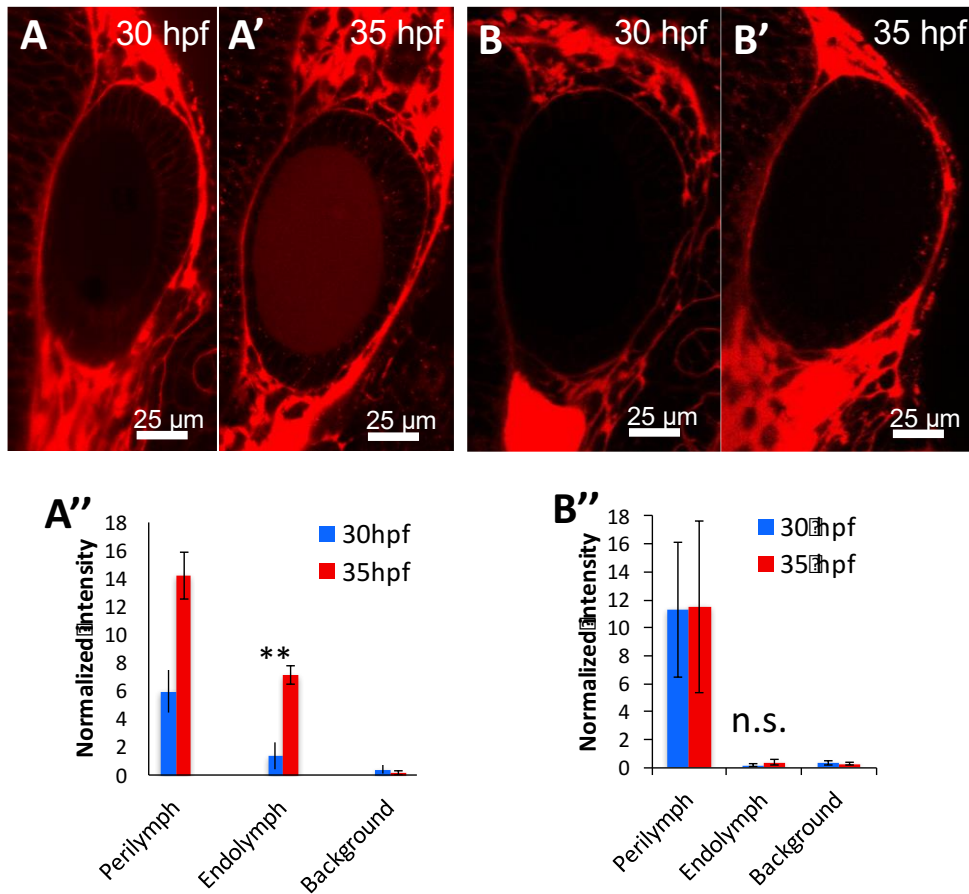 A 30 hpf
A’ 35 hpf
B 30 hpf
B’ 35 hpf
25 µm
25 µm
25 µm
25 µm
A’’
Normalized⍰intensity
18
16
14
12
10
8
6
4
2
0
30hpf
35hpf
**
Perilymph
Endolymph
Background
B’’
Normalized⍰intensity
18
16
14
12
10
8
6
4
2
0
30⍰hpf
35⍰hpf
n.s.
Perilymph
Endolymph
Background